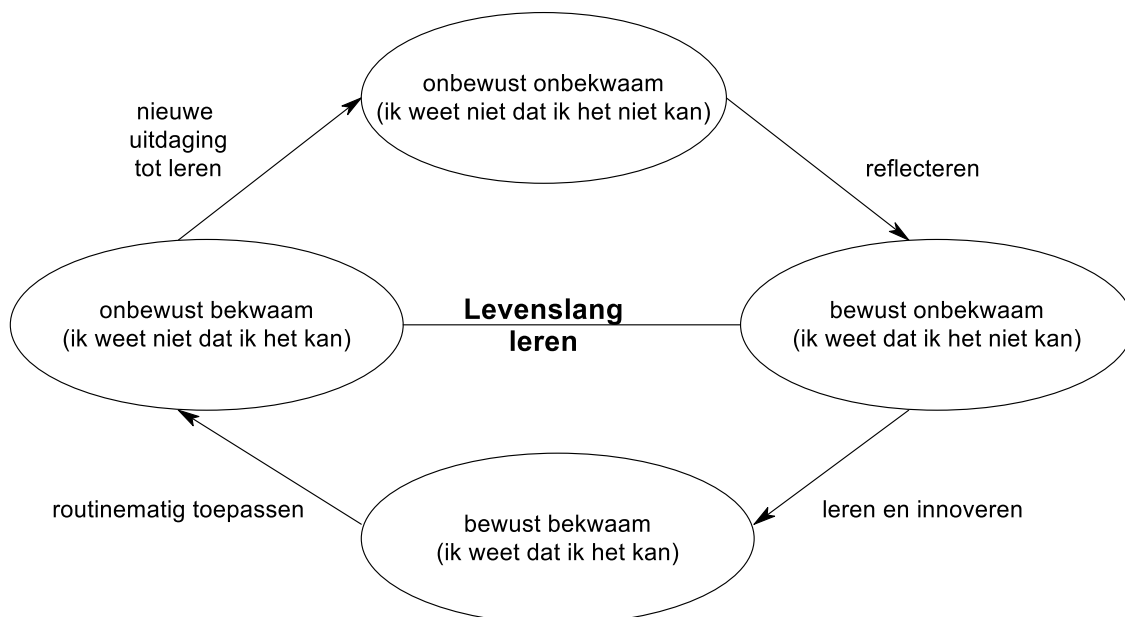 onbewust onbekwaam
(ik weet niet dat ik het niet kan)
nieuwe
uitdaging
tot leren
reflecteren
onbewust bekwaam
(ik weet niet dat ik het kan)
Levenslang
leren
bewust onbekwaam
(ik weet dat ik het niet kan)
routinematig toepassen
bewust bekwaam
(ik weet dat ik het kan)
leren en innoveren